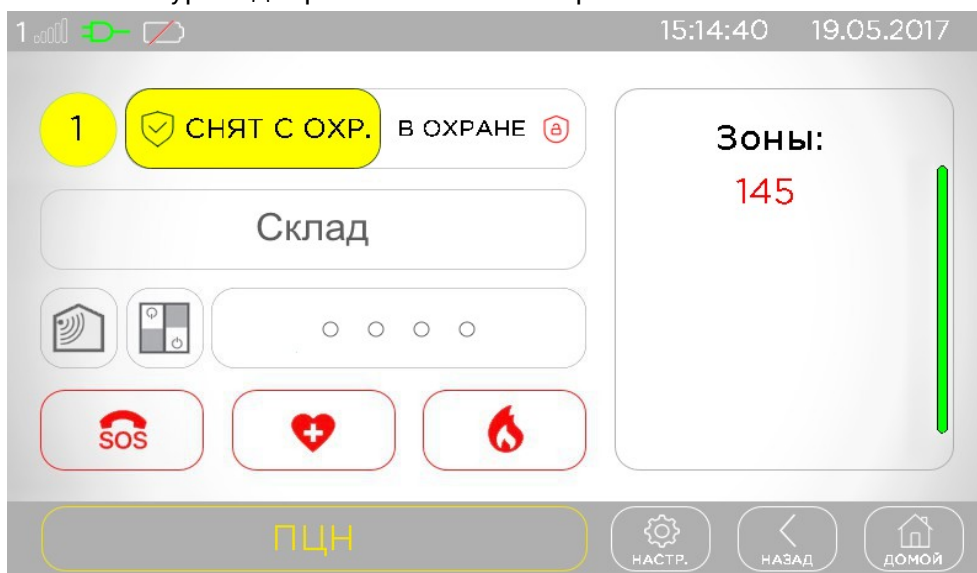 1 15:14:40 19.05.2017
1 СНЯТ С ОХР. В ОХРАНЕ
Зоны:
145
Склад
SOS
ПЦН
НАСТР. НАЗАД ДОМОЙ